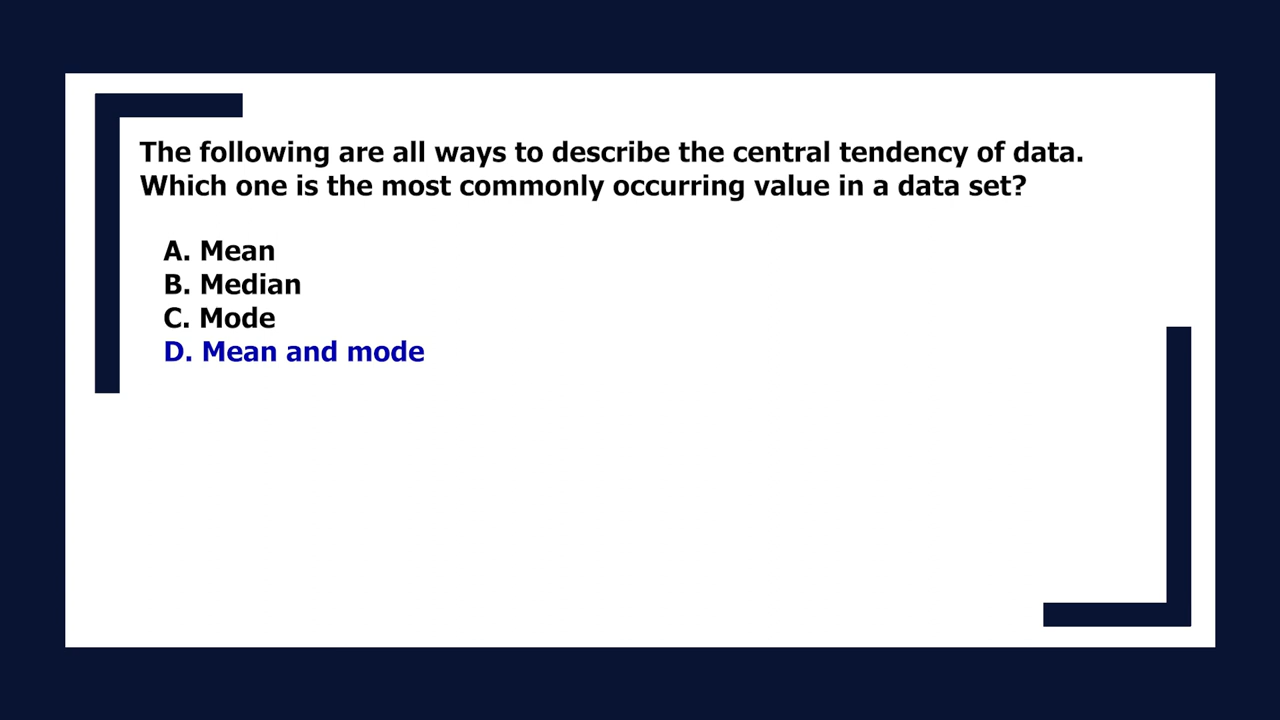 The following are all ways to describe the central tendency of data.
Which one is the most commonly occurring value in a data set?
A. Mean
B. Median
C. Mode
D. Mean and mode